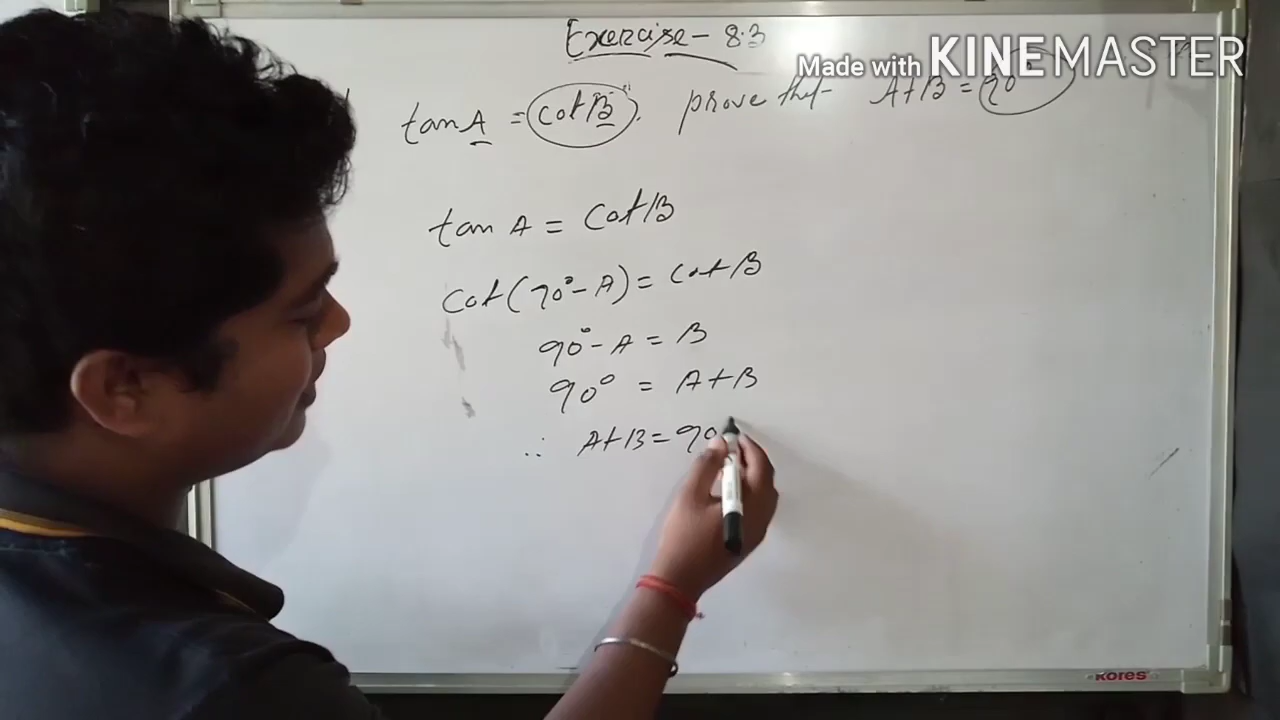 Exercise - 8.3
Made with KINEMASTER
tan A = cot B, prove that A+B = 90°
tan A = cot B
cot (90° - A) = cot B
90° - A = B
90° = A + B
∴ A+B = 90
KORES